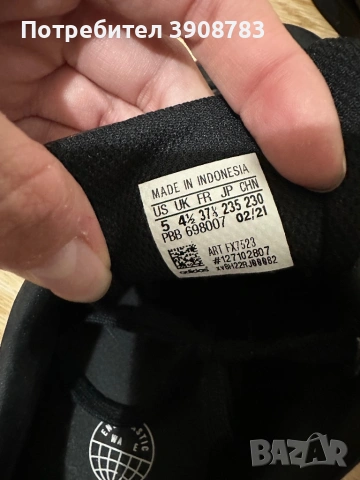 Потребител 3908783
MADE IN INDONESIA
US UK FR JP CHN
5 4½ 37⅓ 235 230
PBB 698007 02/21
ART FX7523
#127102807
adidas
BAZAR